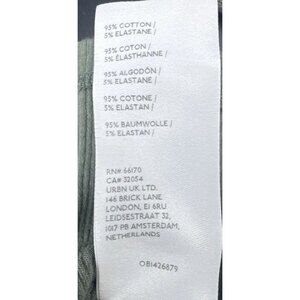 95% COTTON /
5% ELASTANE /
95% COTON /
5% ÉLASTHANNE /
95% ALGODÓN /
5% ELASTANE /
95% COTONE /
5% ELASTAN /
95% BAUMWOLLE /
5% ELASTAN /
RN# 66170
CA# 32054
URBN UK LTD.
146 BRICK LANE
LONDON, E1 6RU
LEIDSESTRAAT 32,
1017 PB AMSTERDAM,
NETHERLANDS
OB1426879